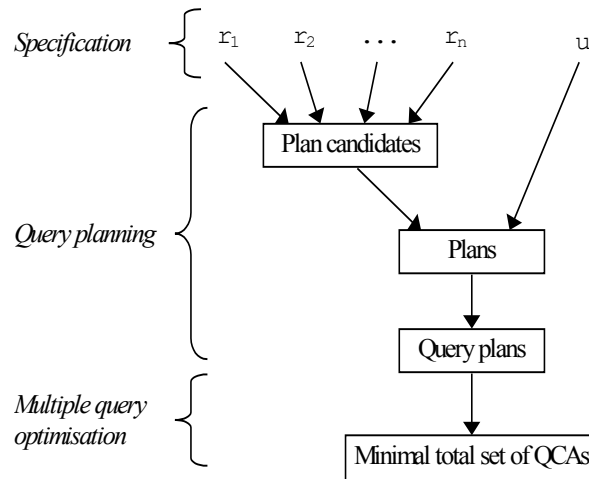 Specification
r1 r2 ... rn u
Plan candidates
Query planning
Plans
Query plans
Multiple query
optimisation
Minimal total set of QCAs